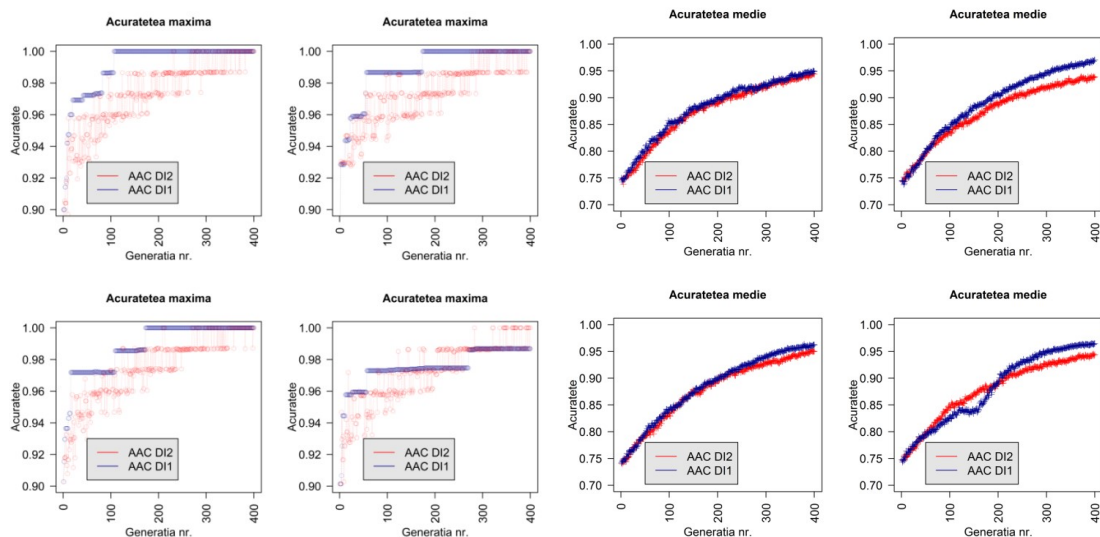 Acuratetea maxima
Acuratete
1.00
0.98
0.96
0.94
0.92
0.90
AAC DI2
AAC DI1
0
100
200
300
400
Generatia nr.
Acuratetea maxima
Acuratete
1.00
0.98
0.96
0.94
0.92
0.90
AAC DI2
AAC DI1
0
100
200
300
400
Generatia nr.
Acuratetea medie
Acuratete
1.00
0.95
0.90
0.85
0.80
0.75
0.70
AAC DI2
AAC DI1
0
100
200
300
400
Generatia nr.
Acuratetea medie
Acuratete
1.00
0.95
0.90
0.85
0.80
0.75
0.70
AAC DI2
AAC DI1
0
100
200
300
400
Generatia nr.
Acuratetea maxima
Acuratete
1.00
0.98
0.96
0.94
0.92
0.90
AAC DI2
AAC DI1
0
100
200
300
400
Generatia nr.
Acuratetea maxima
Acuratete
1.00
0.98
0.96
0.94
0.92
0.90
AAC DI2
AAC DI1
0
100
200
300
400
Generatia nr.
Acuratetea medie
Acuratete
1.00
0.95
0.90
0.85
0.80
0.75
0.70
AAC DI2
AAC DI1
0
100
200
300
400
Generatia nr.
Acuratetea medie
Acuratete
1.00
0.95
0.90
0.85
0.80
0.75
0.70
AAC DI2
AAC DI1
0
100
200
300
400
Generatia nr.